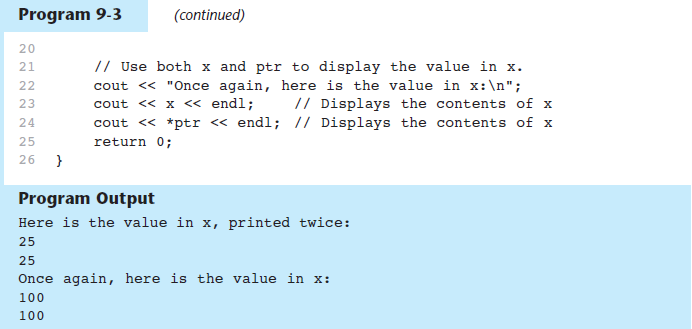 Program 9-3 (continued)
20
21 // Use both x and ptr to display the value in x.
22 cout << "Once again, here is the value in x:\n";
23 cout << x << endl; // Displays the contents of x
24 cout << *ptr << endl; // Displays the contents of x
25 return 0;
26 }
Program Output
Here is the value in x, printed twice:
25
25
Once again, here is the value in x:
100
100